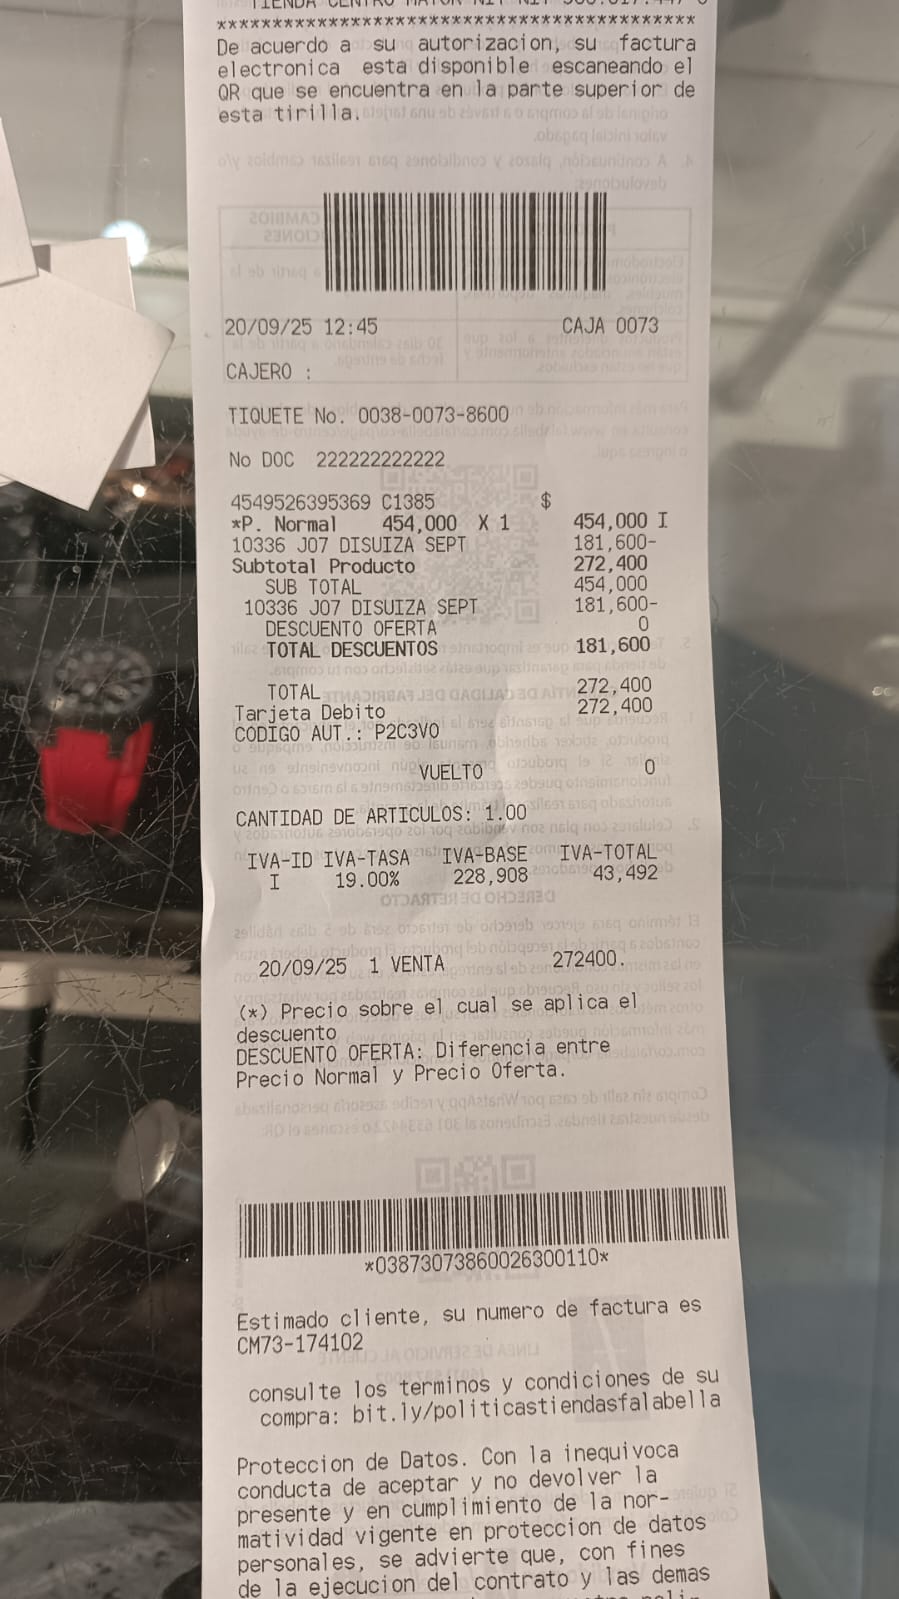 TIENDA CENTRO MAYOR NIT
*******************************************
De acuerdo a su autorizacion, su factura
electronica esta disponible escaneando el
QR que se encuentra en la parte superior de
esta tirilla.
20/09/25 12:45 CAJA 0073
CAJERO :
TIQUETE No. 0038-0073-8600
No DOC 222222222222
4549526395369 C1385 $
*P. Normal 454,000 X 1 454,000 I
10336 J07 DISUIZA SEPT 181,600-
Subtotal Producto 272,400
SUB TOTAL 454,000
10336 J07 DISUIZA SEPT 181,600-
DESCUENTO OFERTA 0
TOTAL DESCUENTOS 181,600
TOTAL 272,400
Tarjeta Debito 272,400
CODIGO AUT.: P2C3V0
VUELTO 0
CANTIDAD DE ARTICULOS: 1.00
IVA-ID IVA-TASA IVA-BASE IVA-TOTAL
I 19.00% 228,908 43,492
20/09/25 1 VENTA 272400.
(*) Precio sobre el cual se aplica el
descuento
DESCUENTO OFERTA: Diferencia entre
Precio Normal y Precio Oferta.
*03873073860026300110*
Estimado cliente, su numero de factura es
CM73-174102
consulte los terminos y condiciones de su
compra: bit.ly/politicastiendasfalabella
Proteccion de Datos. Con la inequivoca
conducta de aceptar y no devolver la
presente y en cumplimiento de la nor-
matividad vigente en proteccion de datos
personales, se advierte que, con fines
de la ejecucion del contrato y las demas